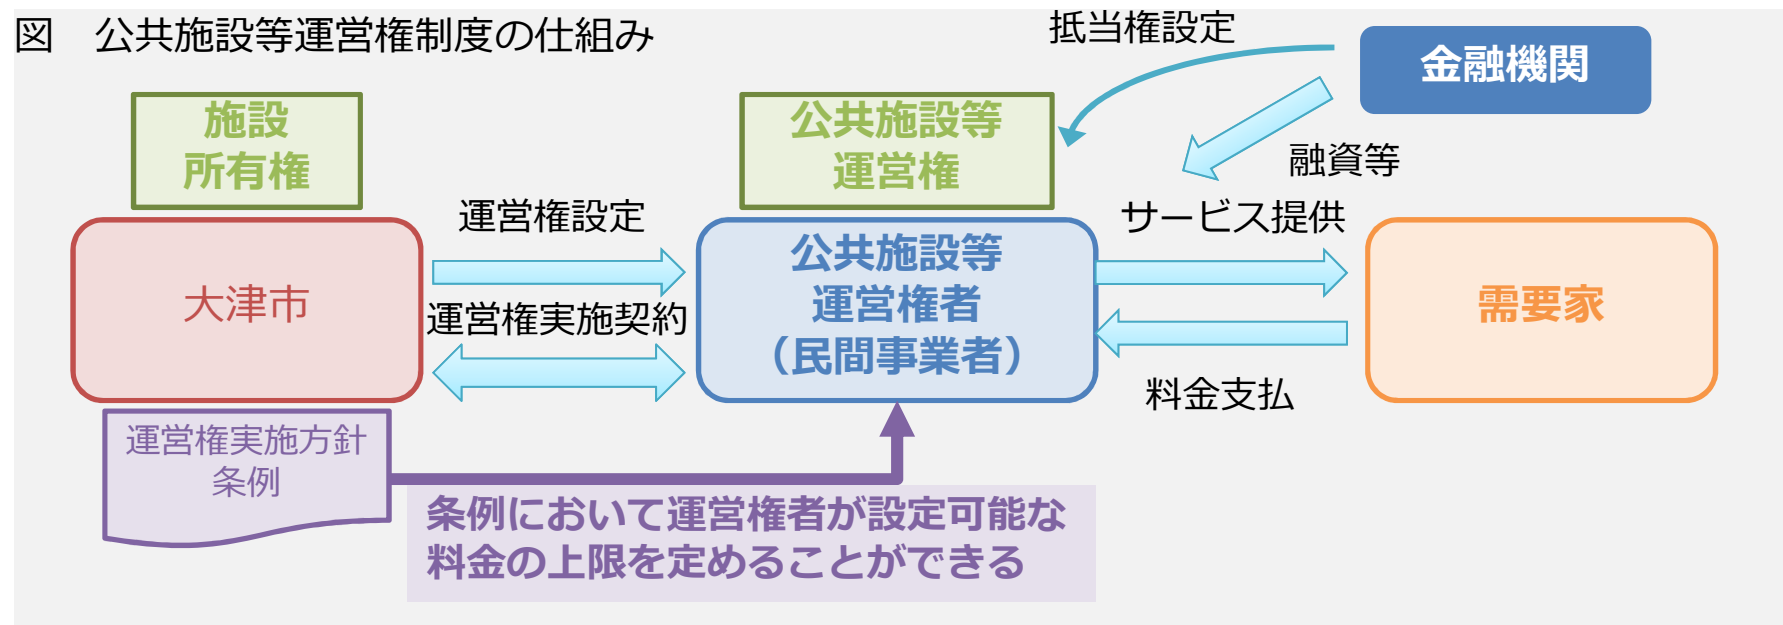 図　公共施設等運営権制度の仕組み
抵当権設定
金融機関
施設
所有権
公共施設等
運営権
融資等
運営権設定
サービス提供
大津市
公共施設等
運営権者
（民間事業者）
需要家
運営権実施契約
料金支払
運営権実施方針
条例
条例において運営権者が設定可能な
料金の上限を定めることができる